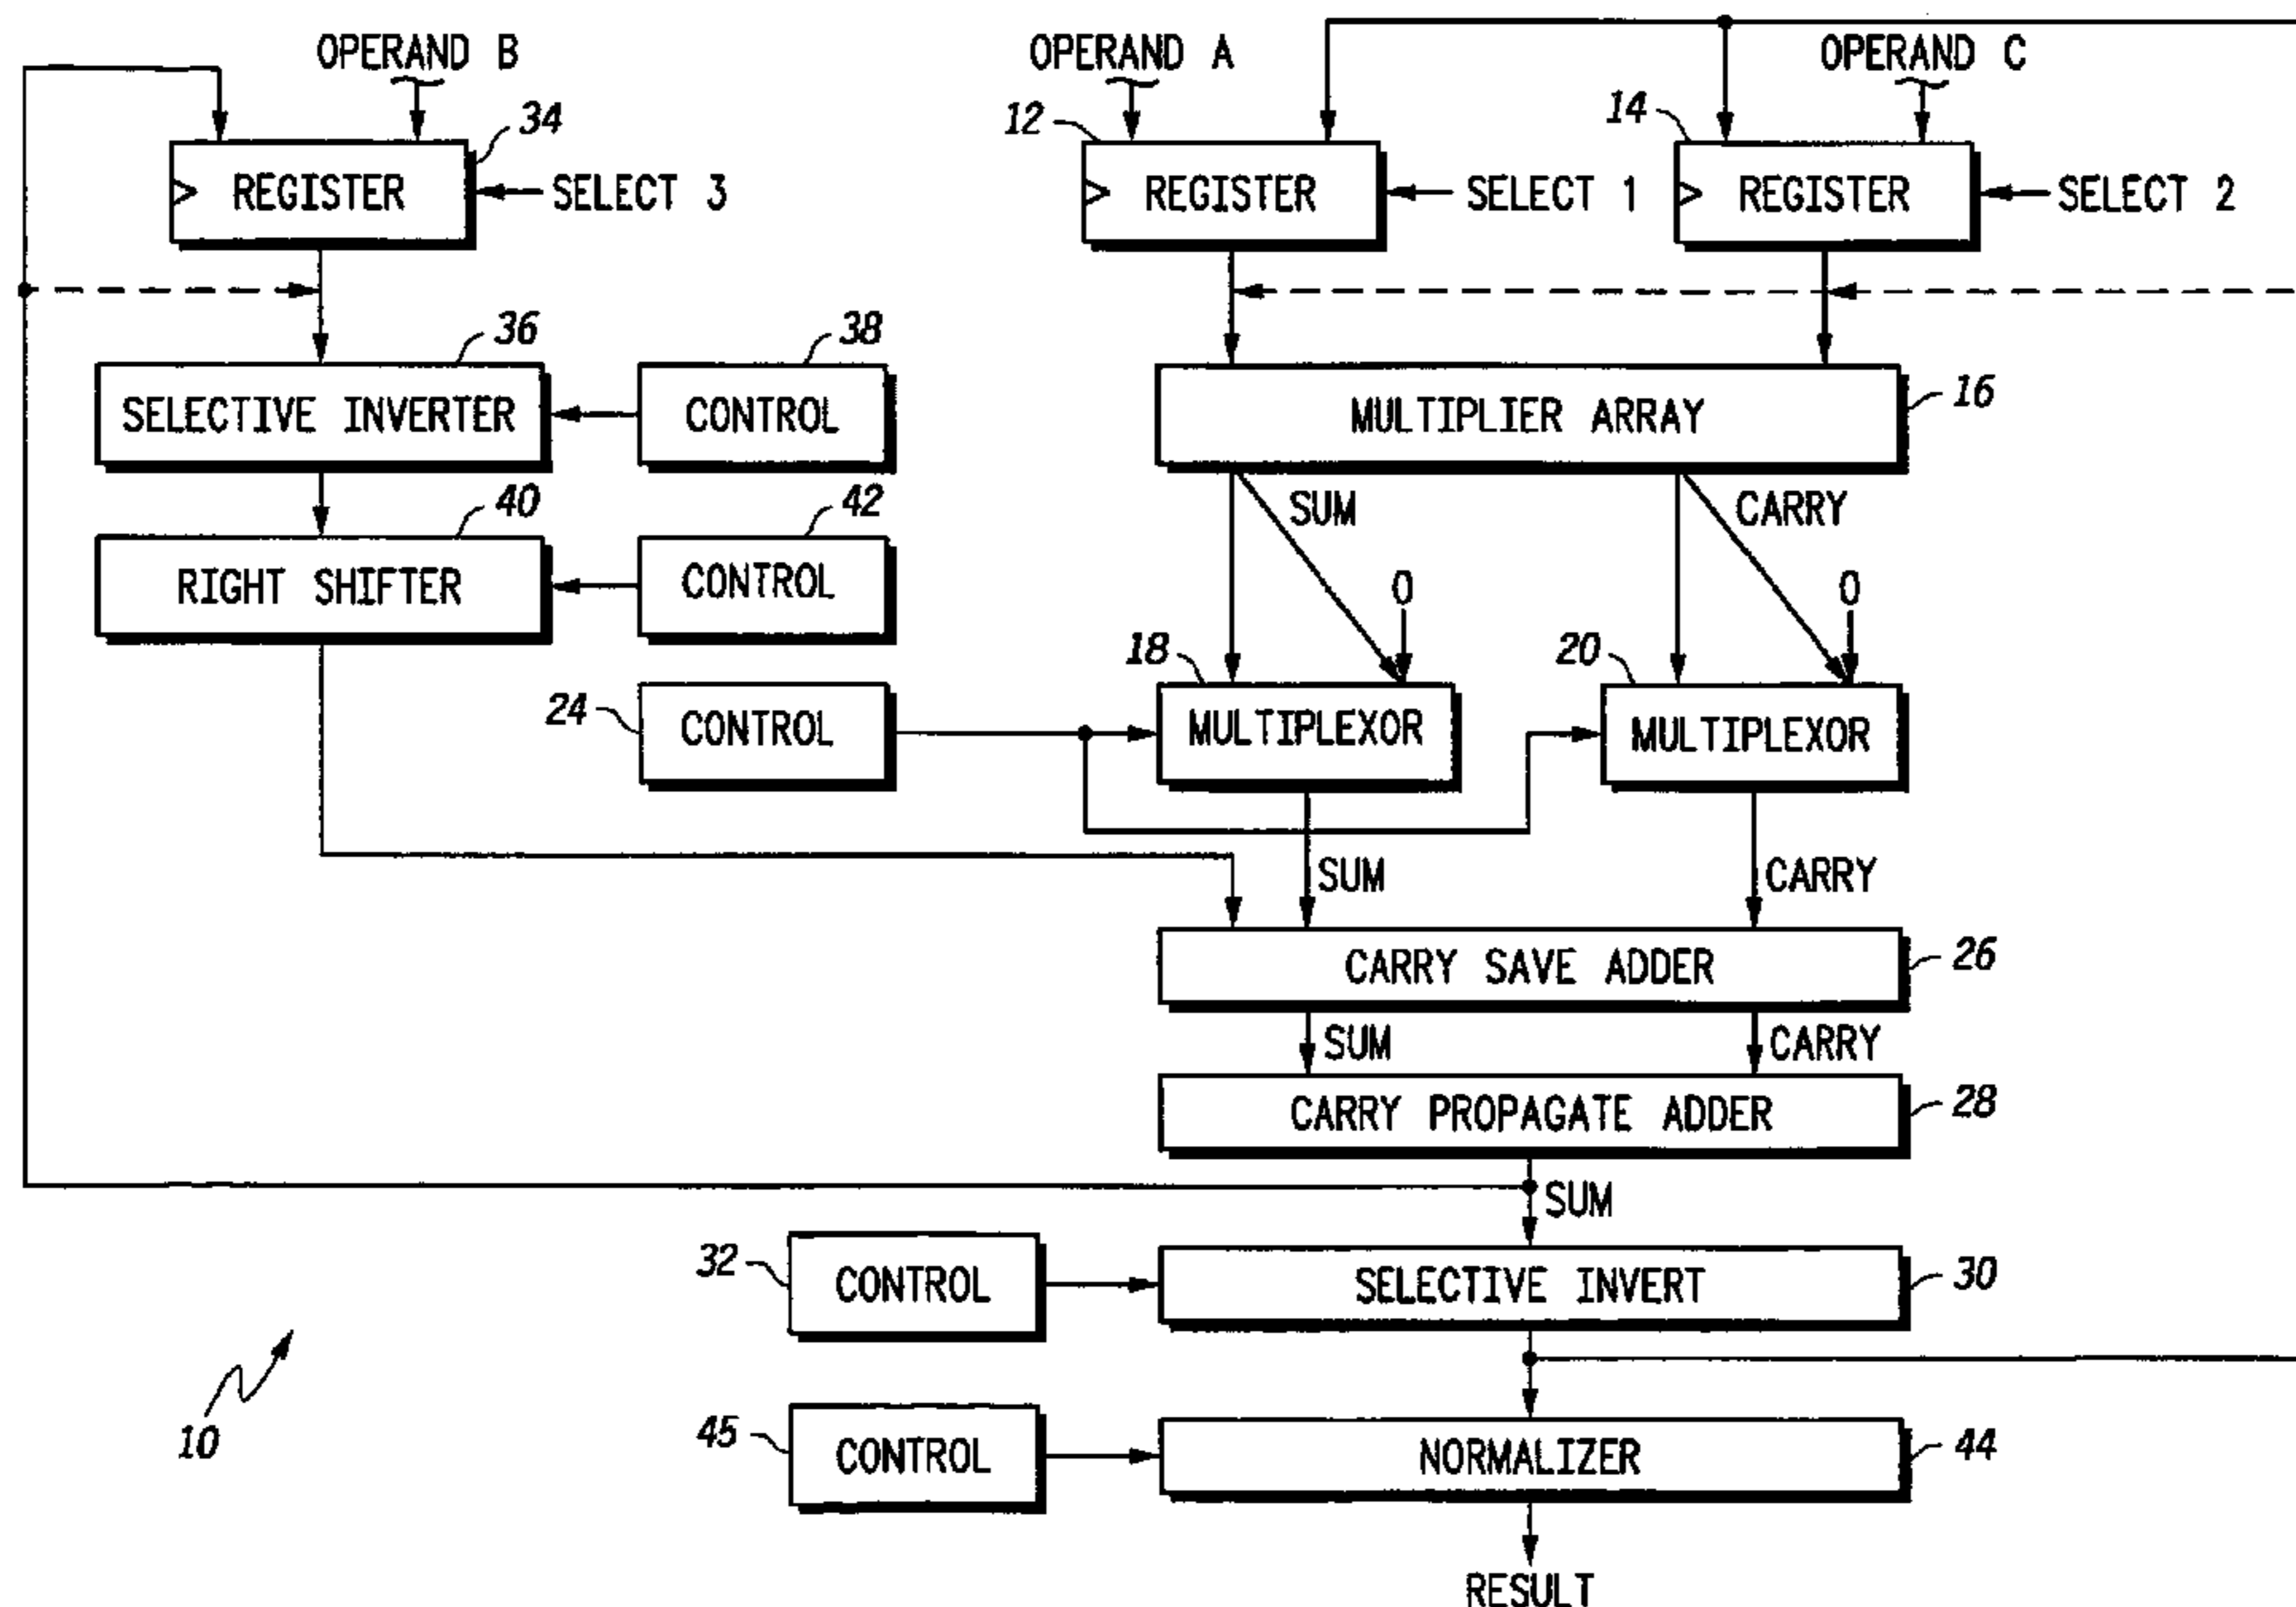 OPERAND B
OPERAND A
OPERAND C
34
12
14
REGISTER
SELECT 3
REGISTER
SELECT 1
REGISTER
SELECT 2
36
38
16
SELECTIVE INVERTER
CONTROL
MULTIPLIER ARRAY
40
42
SUM
CARRY
RIGHT SHIFTER
CONTROL
0
0
18
20
24
CONTROL
MULTIPLEXOR
MULTIPLEXOR
SUM
CARRY
CARRY SAVE ADDER
26
SUM
CARRY
CARRY PROPAGATE ADDER
28
SUM
32
CONTROL
SELECTIVE INVERT
30
10
45
CONTROL
NORMALIZER
44
RESULT